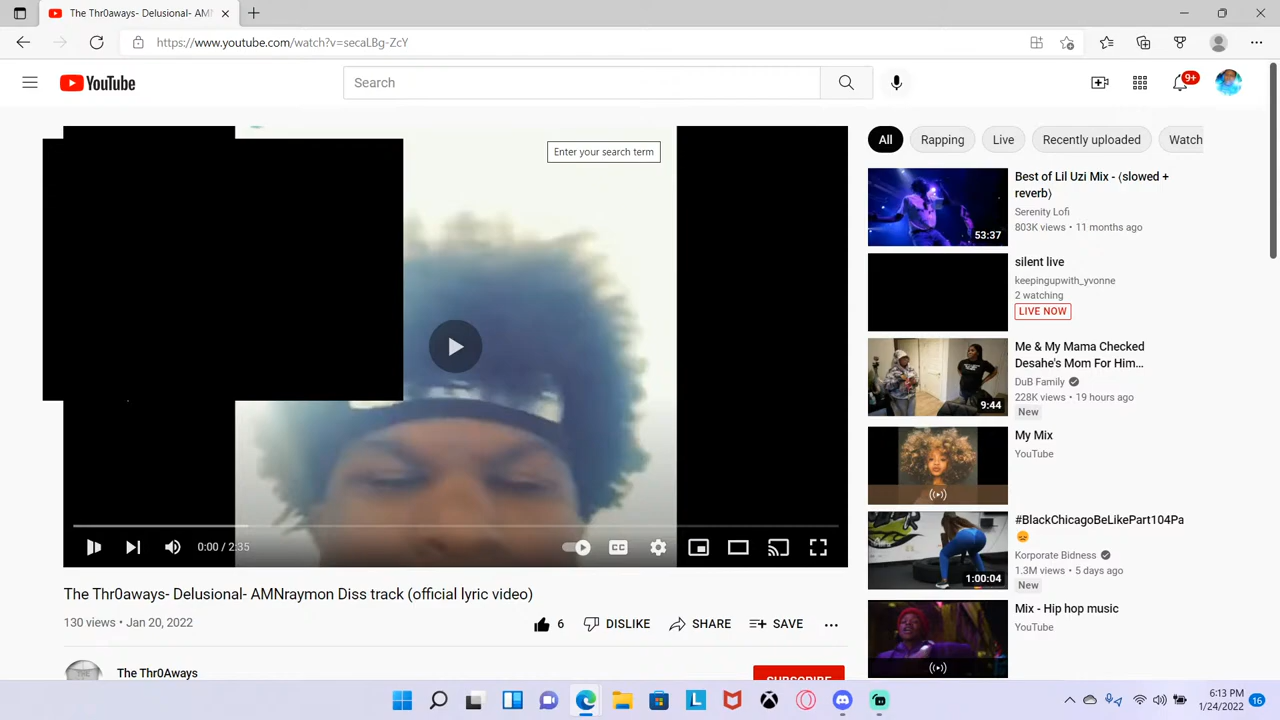 The Thr0aways- Delusional- AMN
https://www.youtube.com/watch?v=secaLBg-ZcY
YouTube
Search
9+
Enter your search term
All
Rapping
Live
Recently uploaded
Watch
Best of Lil Uzi Mix - (slowed +
reverb)
Serenity Lofi
803K views • 11 months ago
53:37
silent live
keepingupwith_yvonne
2 watching
LIVE NOW
Me & My Mama Checked
Desahe's Mom For Him...
DuB Family
228K views • 19 hours ago
New
9:44
My Mix
YouTube
#BlackChicagoBeLikePart104Pa
Korporate Bidness
1.3M views • 5 days ago
New
1:00:04
Mix - Hip hop music
YouTube
0:00 / 2:35
CC
The Thr0aways- Delusional- AMNraymon Diss track (official lyric video)
130 views • Jan 20, 2022
6
DISLIKE
SHARE
SAVE
The Thr0Aways
SUBSCRIBE
L
6:13 PM
1/24/2022
16